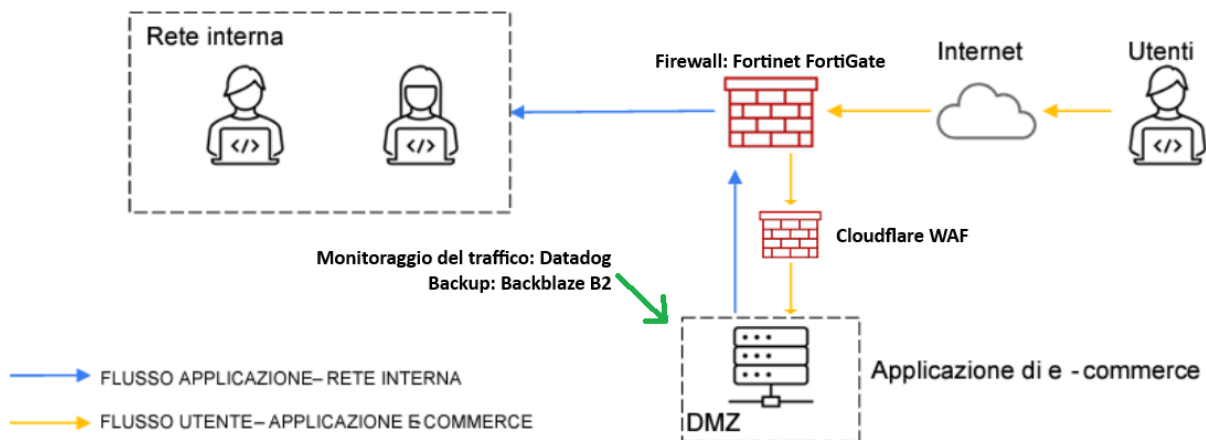 Rete interna
Firewall: Fortinet FortiGate
Internet
Utenti
Cloudflare WAF
Monitoraggio del traffico: Datadog
Backup: Backblaze B2
Applicazione di e - commerce
DMZ
FLUSSO APPLICAZIONE– RETE INTERNA
FLUSSO UTENTE– APPLICAZIONE E-COMMERCE